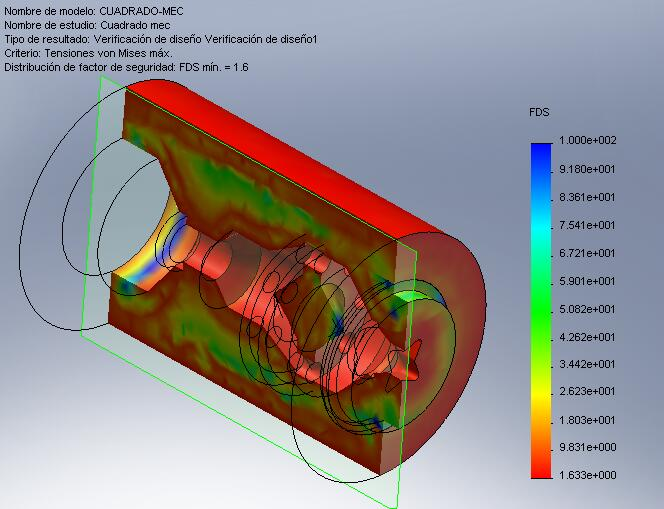 Nombre de modelo: CUADRADO-MEC
Nombre de estudio: Cuadrado mec
Tipo de resultado: Verificación de diseño Verificación de diseño1
Criterio: Tensiones von Mises máx.
Distribución de factor de seguridad: FDS mín. = 1.6
FDS
1.000e+002
9.180e+001
8.361e+001
7.541e+001
6.721e+001
5.901e+001
5.082e+001
4.262e+001
3.442e+001
2.623e+001
1.803e+001
9.831e+000
1.633e+000